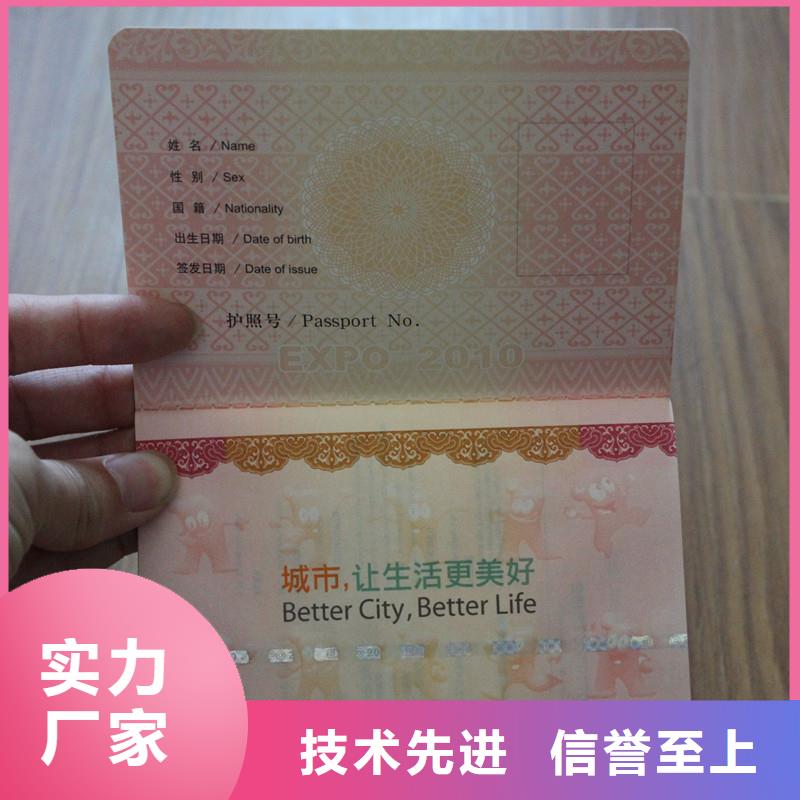 姓 名 / Name
性 别 / Sex
国 籍 / Nationality
出生日期 / Date of birth
签发日期 / Date of issue
护照号 / Passport No.
EXPO 2010
城市,让生活更美好
Better City, Better Life
实力
厂家
技术先进 信誉至上